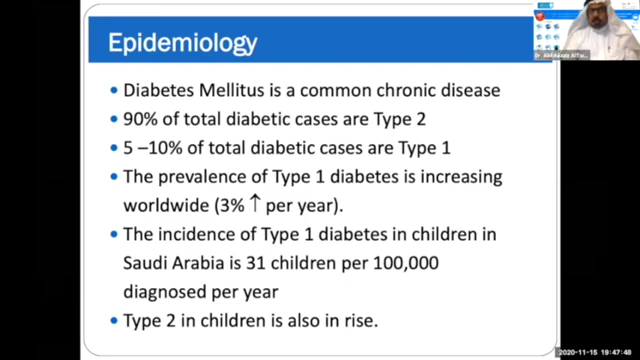 Epidemiology
• Diabetes Mellitus is a common chronic disease
• 90% of total diabetic cases are Type 2
• 5 –10% of total diabetic cases are Type 1
• The prevalence of Type 1 diabetes is increasing
worldwide (3% ↑ per year).
• The incidence of Type 1 diabetes in children in
Saudi Arabia is 31 children per 100,000
diagnosed per year
• Type 2 in children is also in rise.
2020-11-15 19:47:48